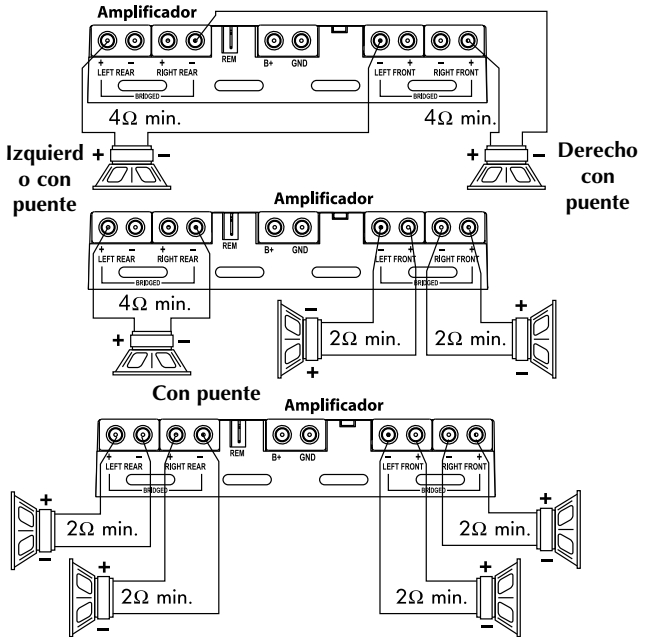 Amplificador
+ − + − REM B+ GND − + − +
LEFT REAR RIGHT REAR LEFT FRONT RIGHT FRONT
BRIDGED BRIDGED
4Ω min. 4Ω min.
Izquierd
o con
puente
+ −
+ −
Derecho
con
puente
Amplificador
+ − + − REM B+ GND − + − +
LEFT REAR RIGHT REAR LEFT FRONT RIGHT FRONT
BRIDGED BRIDGED
4Ω min.
+ −
− 2Ω min. 2Ω min. +
+ −
Con puente
Amplificador
+ − + − REM B+ GND − + − +
LEFT REAR RIGHT REAR LEFT FRONT RIGHT FRONT
BRIDGED BRIDGED
+ 2Ω min. 2Ω min. +
− −
+ 2Ω min. 2Ω min. +
− −